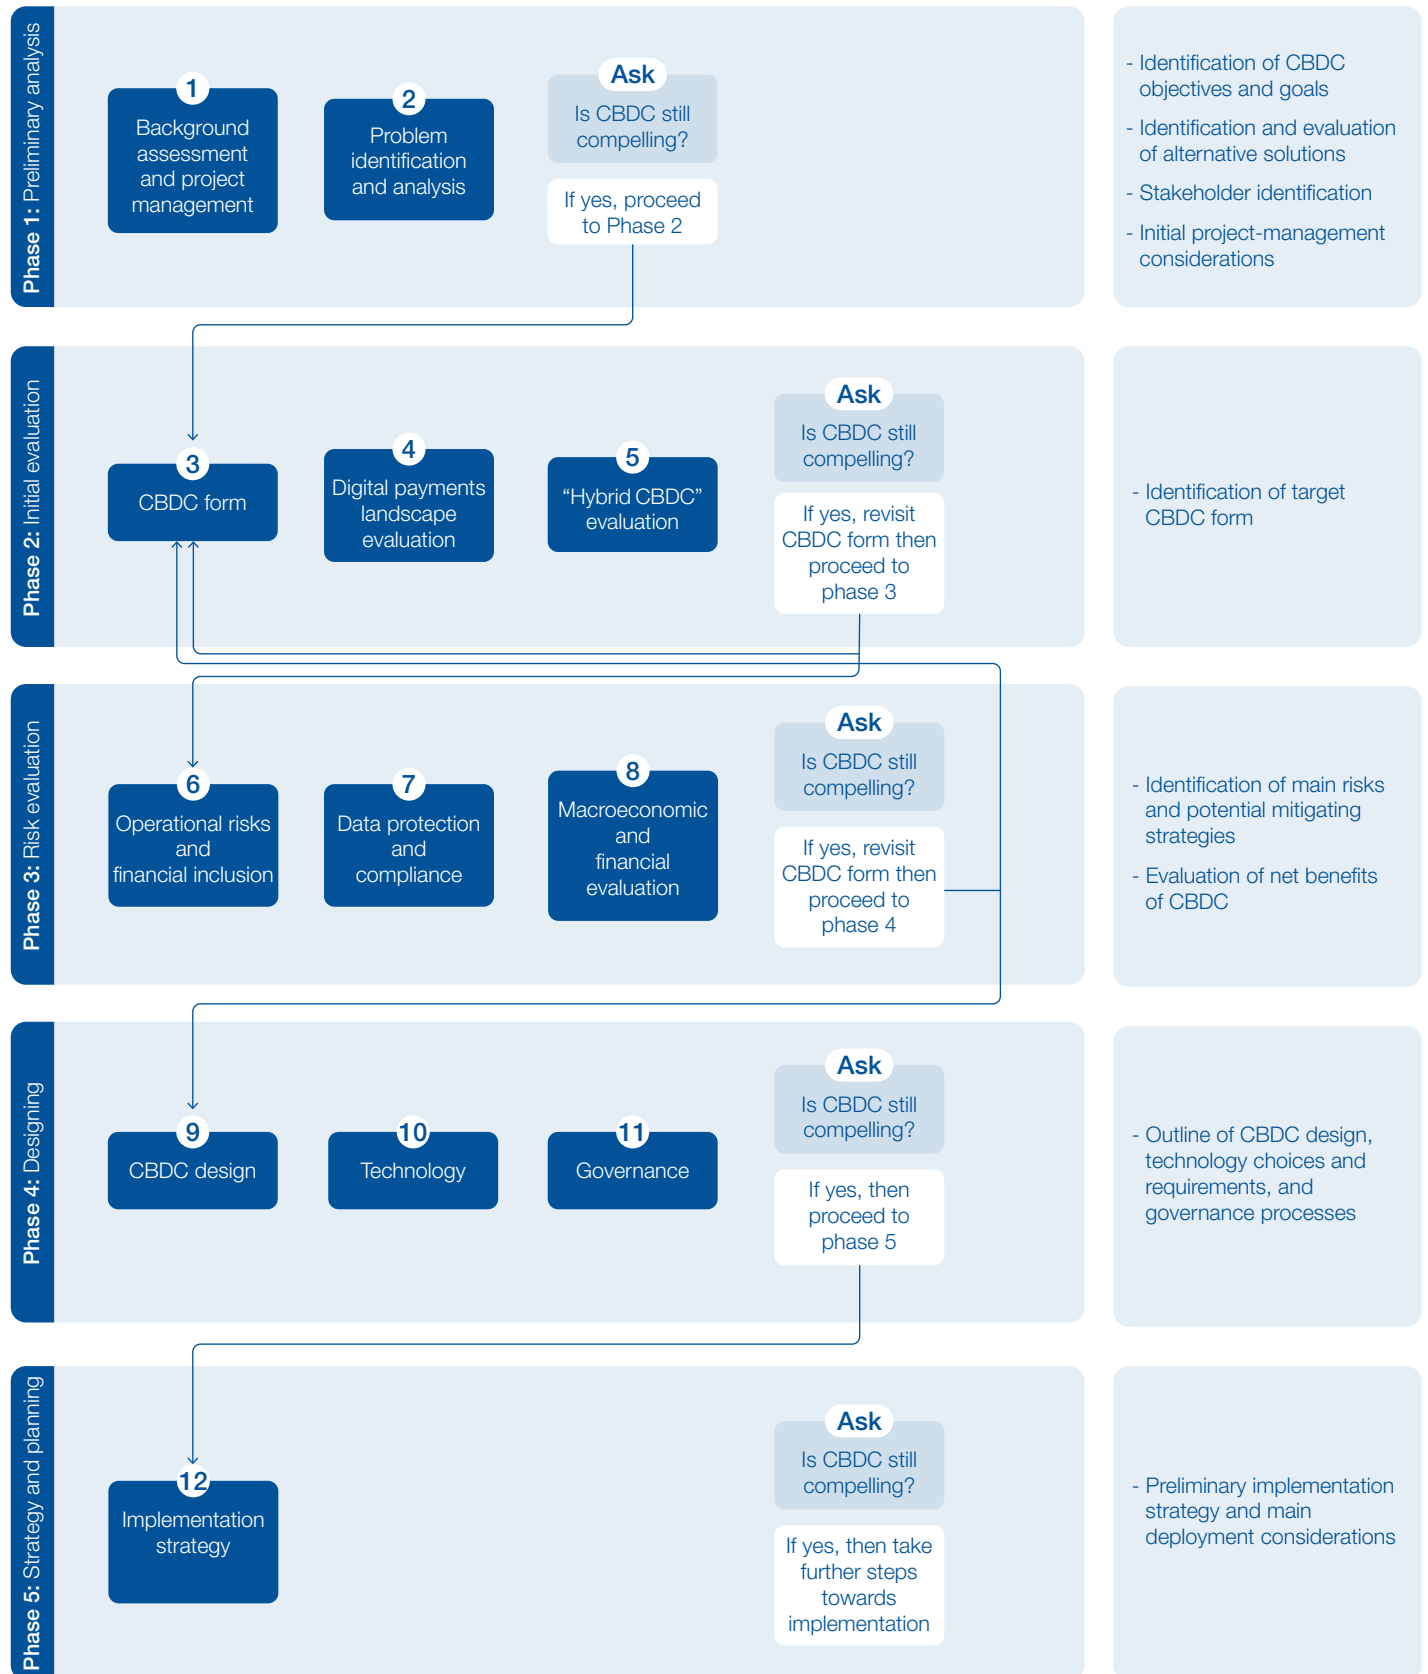 Phase 1: Preliminary analysis
1
Background
assessment
and project
management
2
Problem
identification
and analysis
Ask
Is CBDC still
compelling?
If yes, proceed
to Phase 2
- Identification of CBDC
objectives and goals
- Identification and evaluation
of alternative solutions
- Stakeholder identification
- Initial project-management
considerations
Phase 2: Initial evaluation
3
CBDC form
4
Digital payments
landscape
evaluation
5
“Hybrid CBDC”
evaluation
Ask
Is CBDC still
compelling?
If yes, revisit
CBDC form then
proceed to
phase 3
- Identification of target
CBDC form
Phase 3: Risk evaluation
6
Operational risks
and
financial inclusion
7
Data protection
and
compliance
8
Macroeconomic
and
financial
evaluation
Ask
Is CBDC still
compelling?
If yes, revisit
CBDC form then
proceed to
phase 4
- Identification of main risks
and potential mitigating
strategies
- Evaluation of net benefits
of CBDC
Phase 4: Designing
9
CBDC design
10
Technology
11
Governance
Ask
Is CBDC still
compelling?
If yes, then
proceed to
phase 5
- Outline of CBDC design,
technology choices and
requirements, and
governance processes
Phase 5: Strategy and planning
12
Implementation
strategy
Ask
Is CBDC still
compelling?
If yes, then take
further steps
towards
implementation
- Preliminary implementation
strategy and main
deployment considerations